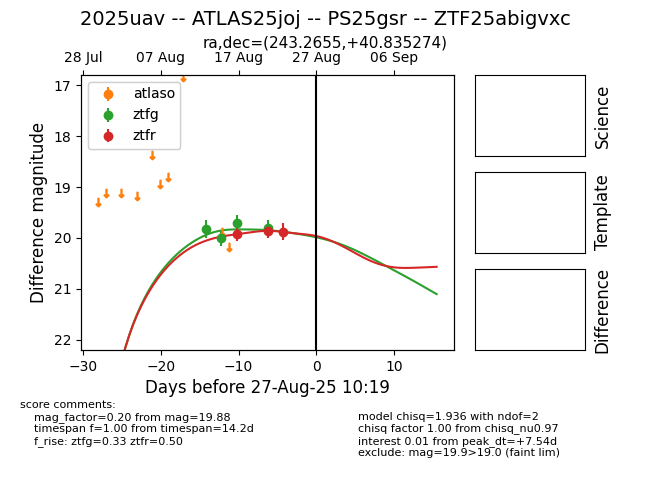 2025uav -- ATLAS25joj -- PS25gsr -- ZTF25abigvxc
ra,dec=(243.2655,+40.835274)
28 Jul 07 Aug 17 Aug 27 Aug 06 Sep
atlaso
ztfg
ztfr
17
18
19
20
21
22
Difference magnitude
−30 −20 −10 0 10
Days before 27-Aug-25 10:19
Science
Template
Difference
score comments:
mag_factor=0.20 from mag=19.88
timespan f=1.00 from timespan=14.2d
f_rise: ztfg=0.33 ztfr=0.50
model chisq=1.936 with ndof=2
chisq factor 1.00 from chisq_nu0.97
interest 0.01 from peak_dt=+7.54d
exclude: mag=19.9>19.0 (faint lim)